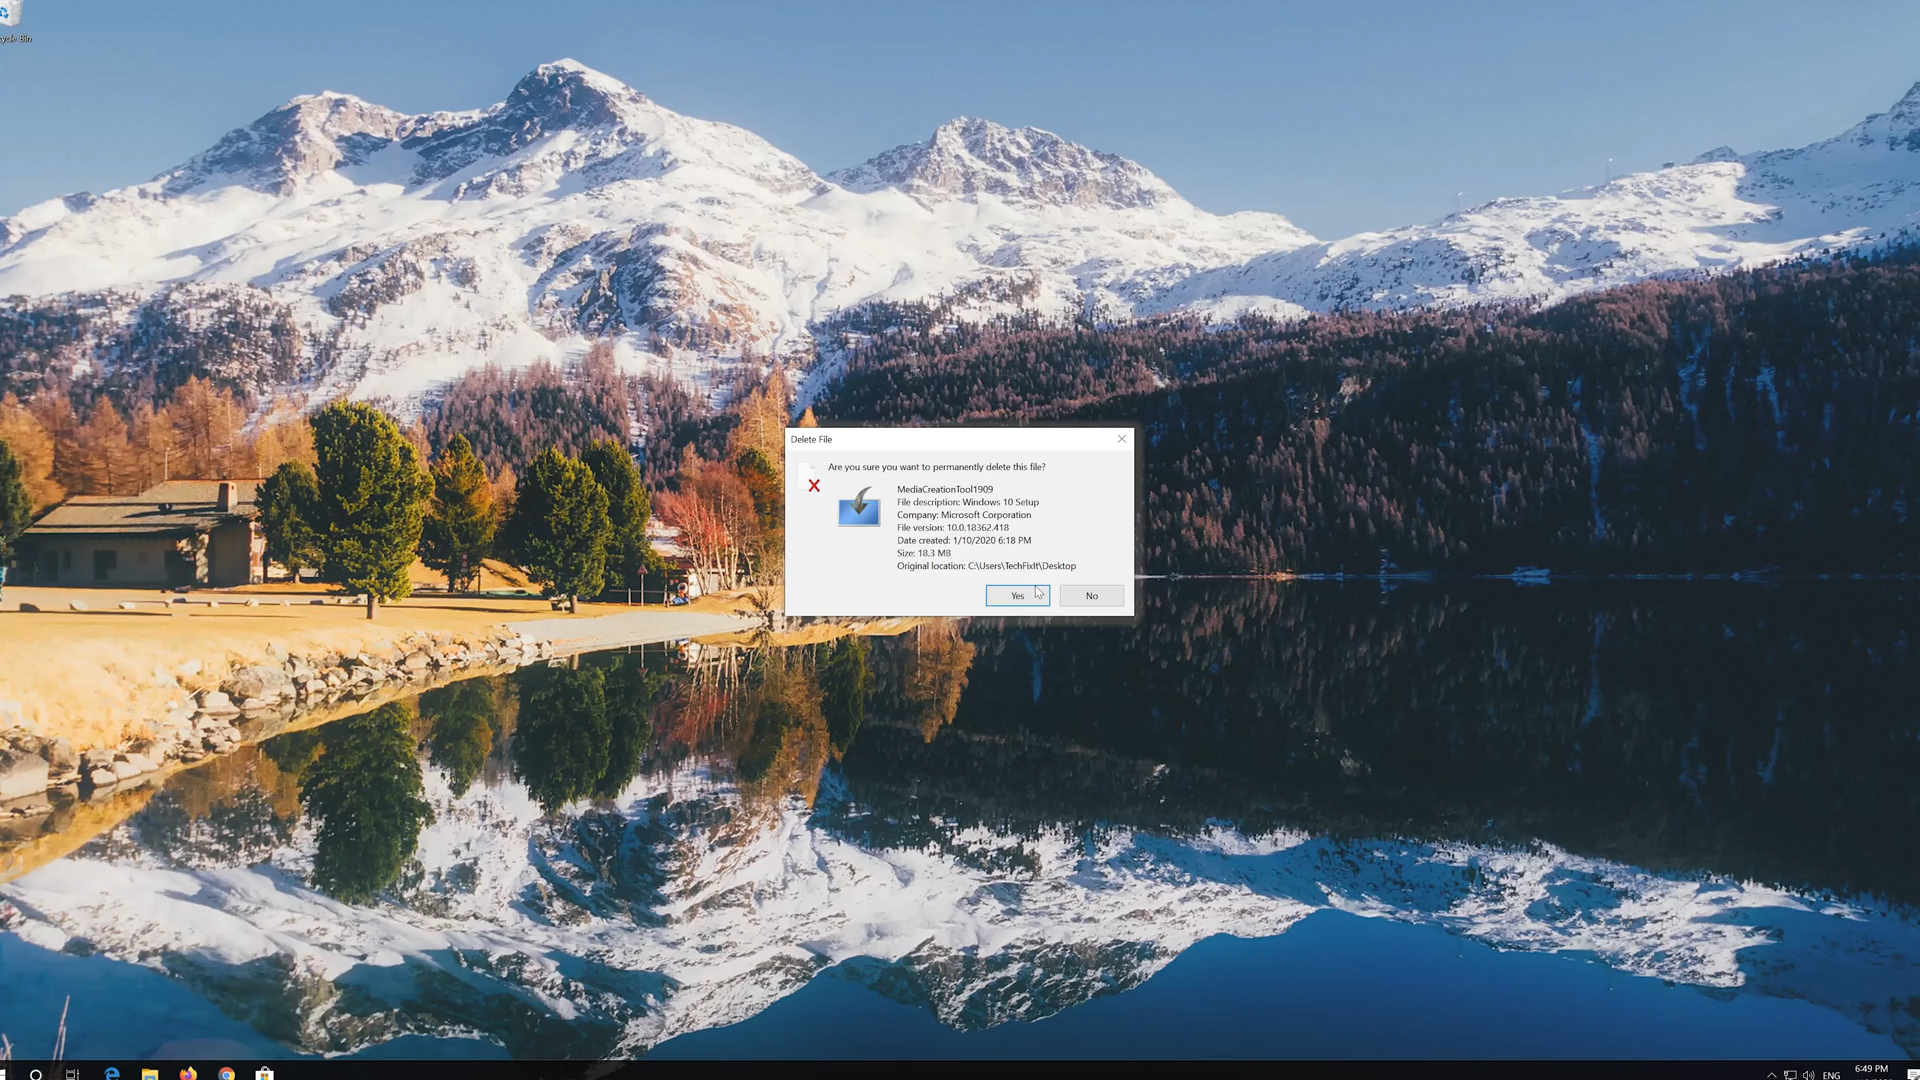 Delete File
Are you sure you want to permanently delete this file?
MediaCreationTool1909
File description: Windows 10 Setup
Company: Microsoft Corporation
File version: 10.0.18362.418
Date created: 1/10/2020 6:18 PM
Size: 18.3 MB
Original location: C:\Users\TechFixIt\Desktop
Yes
No
ENG
6:49 PM